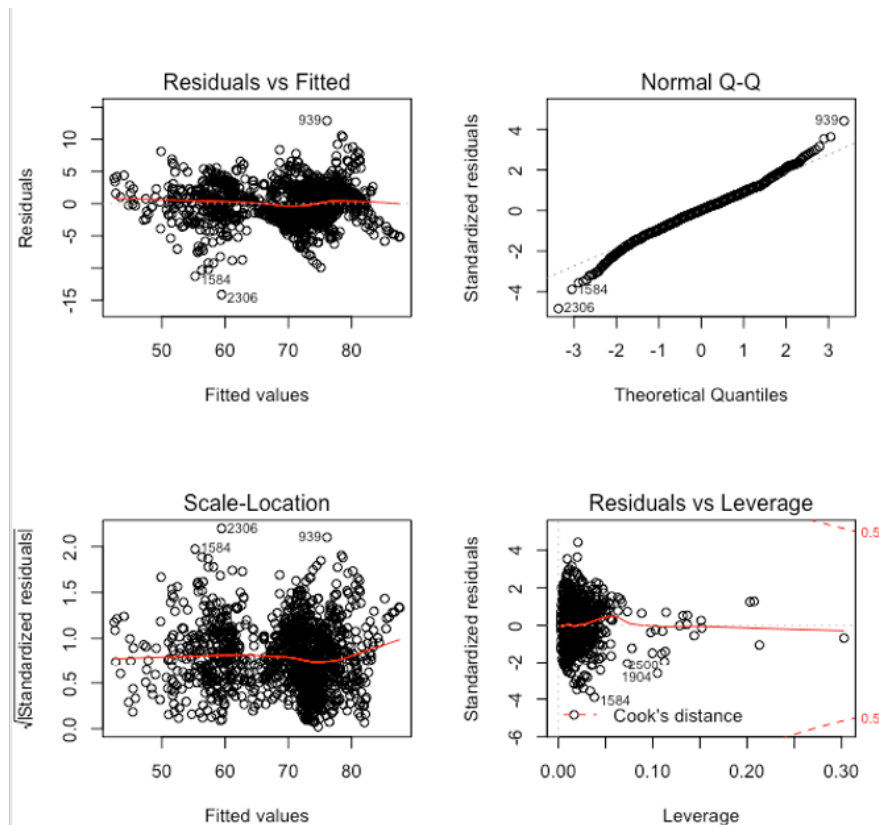 Residuals vs Fitted
Residuals
10
5
0
-5
-15
939
1584
2306
50 60 70 80
Fitted values
Normal Q-Q
Standardized residuals
4
2
0
-2
-4
939
1584
2306
-3 -2 -1 0 1 2 3
Theoretical Quantiles
Scale-Location
√|Standardized residuals|
2.0
1.5
1.0
0.5
0.0
2306
1584
939
50 60 70 80
Fitted values
Residuals vs Leverage
Standardized residuals
4
2
0
-2
-4
-6
0.5
2500
1904
1584
Cook's distance
0.5
0.00 0.10 0.20 0.30
Leverage